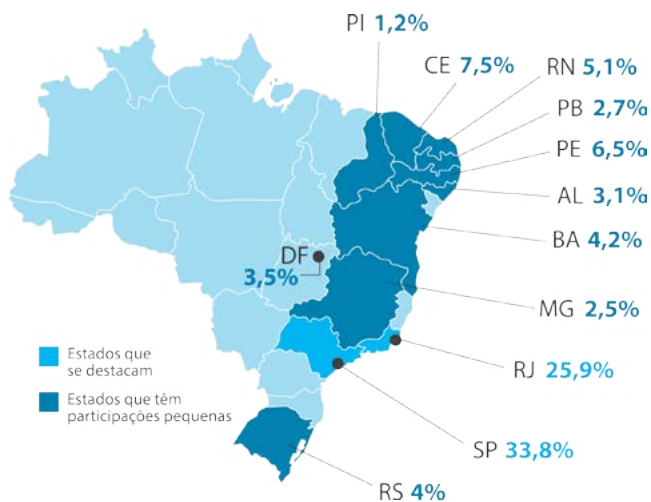 PI 1,2%
CE 7,5%
RN 5,1%
PB 2,7%
PE 6,5%
AL 3,1%
BA 4,2%
DF
3,5%
MG 2,5%
RJ 25,9%
SP 33,8%
RS 4%
Estados que
se destacam
Estados que têm
participações pequenas